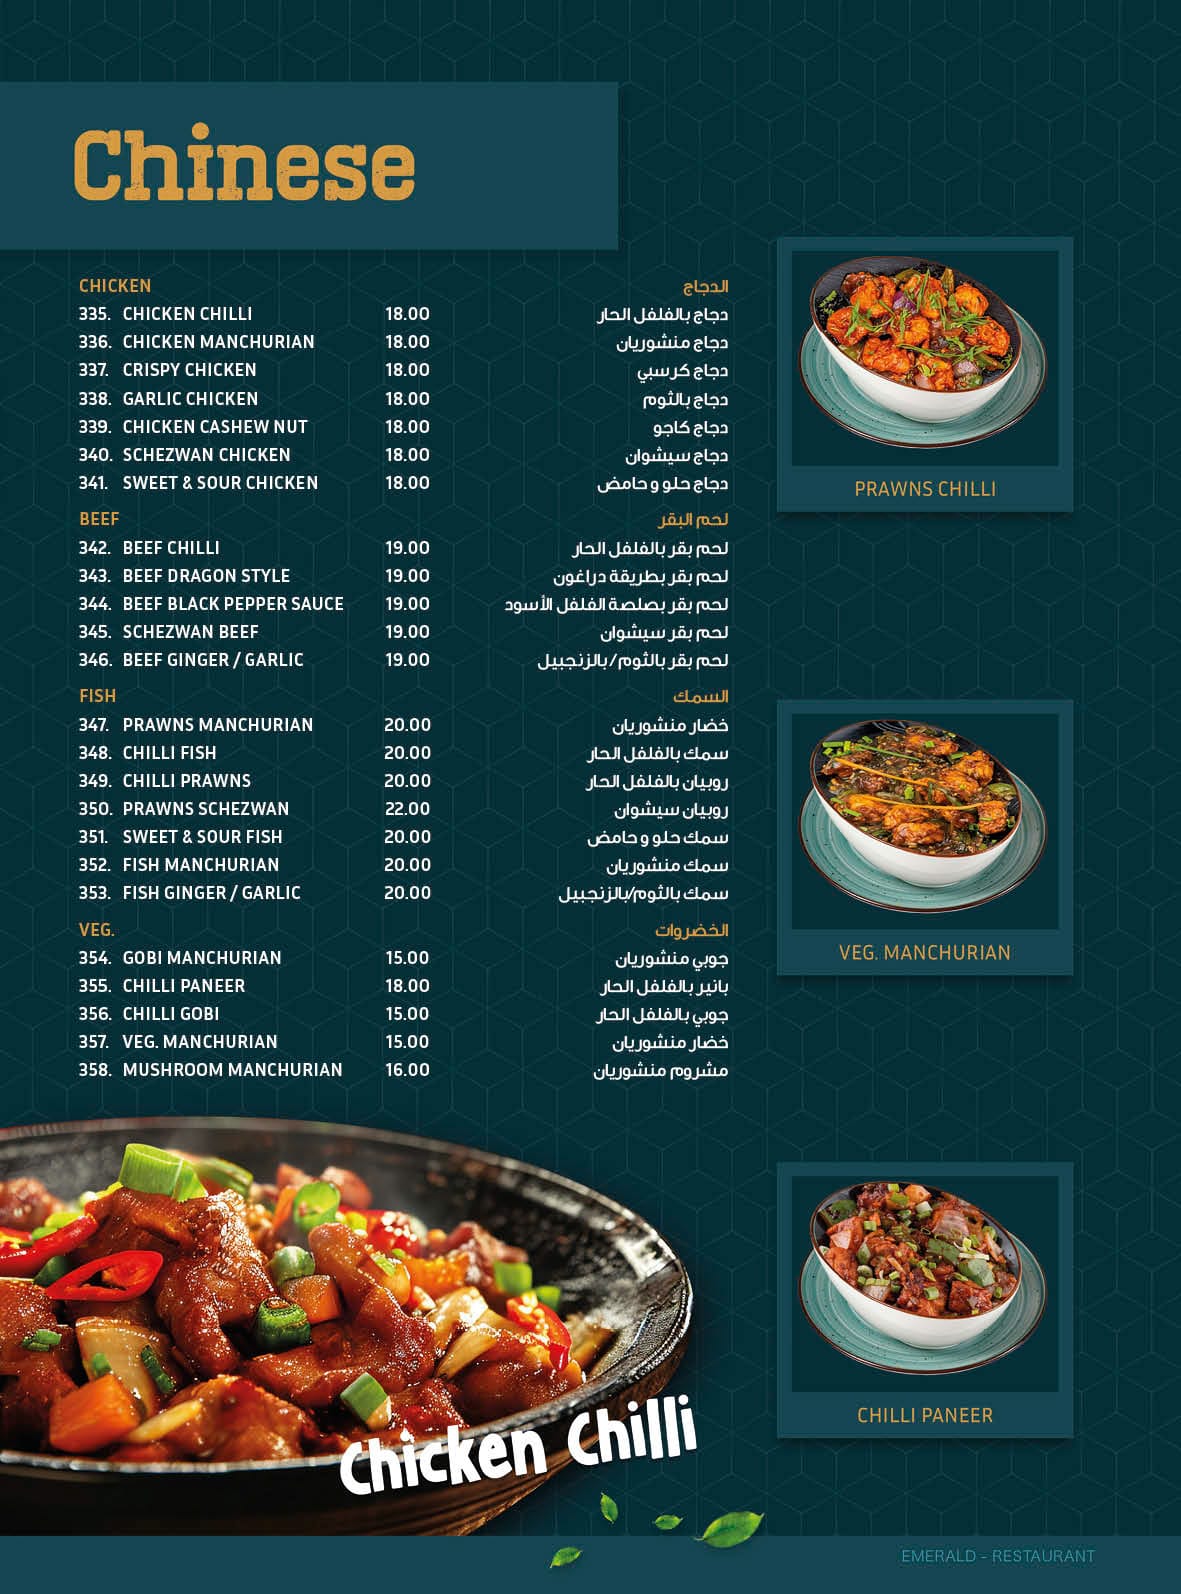 Chinese
CHICKEN الدجاج
335. CHICKEN CHILLI 18.00 دجاج بالفلفل الحار
336. CHICKEN MANCHURIAN 18.00 دجاج منشوريان
337. CRISPY CHICKEN 18.00 دجاج كرسبي
338. GARLIC CHICKEN 18.00 دجاج بالثوم
339. CHICKEN CASHEW NUT 18.00 دجاج كاجو
340. SCHEZWAN CHICKEN 18.00 دجاج سيشوان
341. SWEET & SOUR CHICKEN 18.00 دجاج حلو و حامض
BEEF لحم البقر
342. BEEF CHILLI 19.00 لحم بقر بالفلفل الحار
343. BEEF DRAGON STYLE 19.00 لحم بقر بطريقة دراغون
344. BEEF BLACK PEPPER SAUCE 19.00 لحم بقر بصلصة الفلفل الأسود
345. SCHEZWAN BEEF 19.00 لحم بقر سيشوان
346. BEEF GINGER / GARLIC 19.00 لحم بقر بالثوم / بالزنجبيل
FISH السمك
347. PRAWNS MANCHURIAN 20.00 خضار منشوريان
348. CHILLI FISH 20.00 سمك بالفلفل الحار
349. CHILLI PRAWNS 20.00 روبيان بالفلفل الحار
350. PRAWNS SCHEZWAN 22.00 روبيان سيشوان
351. SWEET & SOUR FISH 20.00 سمك حلو و حامض
352. FISH MANCHURIAN 20.00 سمك منشوريان
353. FISH GINGER / GARLIC 20.00 سمك بالثوم/بالزنجبيل
VEG. الخضروات
354. GOBI MANCHURIAN 15.00 جوبي منشوريان
355. CHILLI PANEER 18.00 بانير بالفلفل الحار
356. CHILLI GOBI 15.00 جوبي بالفلفل الحار
357. VEG. MANCHURIAN 15.00 خضار منشوريان
358. MUSHROOM MANCHURIAN 16.00 مشروم منشوريان
PRAWNS CHILLI
VEG. MANCHURIAN
CHILLI PANEER
Chicken Chilli
EMERALD - RESTAURANT